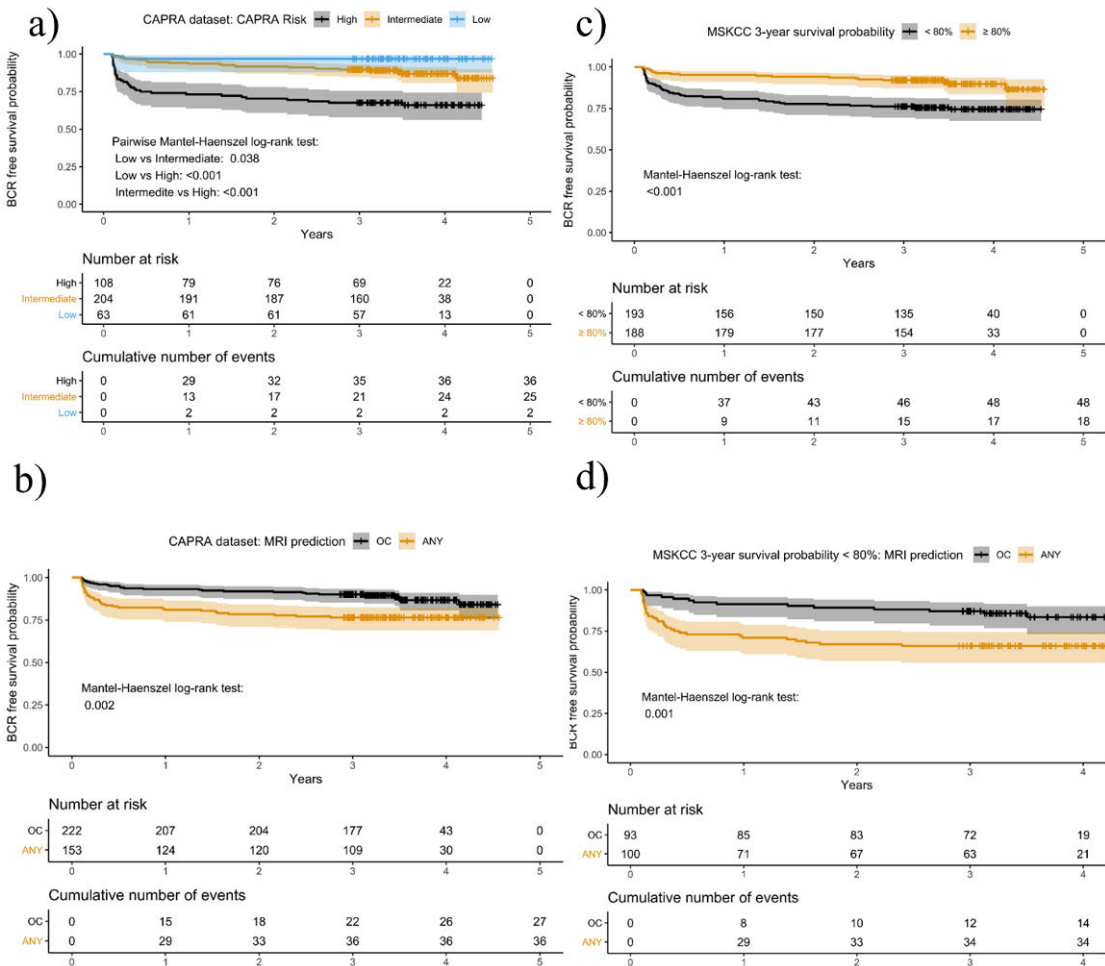 a)
CAPRA dataset: CAPRA Risk High Intermediate Low
BCR free survival probability
1.00
0.75
0.50
0.25
0.00
Pairwise Mantel-Haenszel log-rank test:
Low vs Intermediate: 0.038
Low vs High: <0.001
Intermedite vs High: <0.001
0 1 2 3 4 5
Years
Number at risk
High 108 79 76 69 22 0
Intermediate 204 191 187 160 38 0
Low 63 61 61 57 13 0
0 1 2 3 4 5
Cumulative number of events
High 0 29 32 35 36 36
Intermediate 0 13 17 21 24 25
Low 0 2 2 2 2 2
0 1 2 3 4 5
c)
MSKCC 3-year survival probability < 80% ≥ 80%
BCR free survival probability
1.00
0.75
0.50
0.25
0.00
Mantel-Haenszel log-rank test:
<0.001
0 1 2 3 4 5
Years
Number at risk
< 80% 193 156 150 135 40 0
≥ 80% 188 179 177 154 33 0
0 1 2 3 4 5
Cumulative number of events
< 80% 0 37 43 46 48 48
≥ 80% 0 9 11 15 17 18
0 1 2 3 4 5
b)
CAPRA dataset: MRI prediction OC ANY
BCR free survival probability
1.00
0.75
0.50
0.25
0.00
Mantel-Haenszel log-rank test:
0.002
0 1 2 3 4 5
Years
Number at risk
OC 222 207 204 177 43 0
ANY 153 124 120 109 30 0
0 1 2 3 4 5
Cumulative number of events
OC 0 15 18 22 26 27
ANY 0 29 33 36 36 36
0 1 2 3 4 5
d)
MSKCC 3-year survival probability < 80%: MRI prediction OC ANY
BCR free survival probability
1.00
0.75
0.50
0.25
0.00
Mantel-Haenszel log-rank test:
0.001
0 1 2 3 4
Years
Number at risk
OC 93 85 83 72 19
ANY 100 71 67 63 21
0 1 2 3 4
Cumulative number of events
OC 0 8 10 12 14
ANY 0 29 33 34 34
0 1 2 3 4